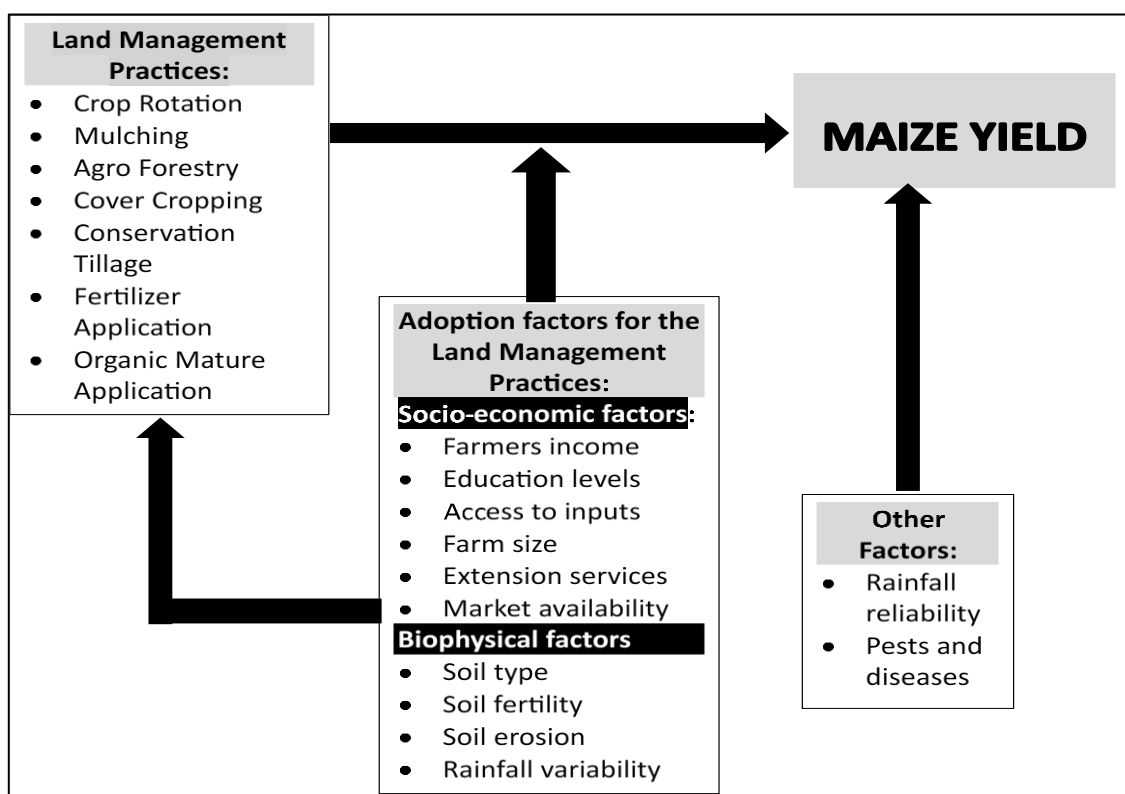 Land Management
Practices:
• Crop Rotation
• Mulching
• Agro Forestry
• Cover Cropping
• Conservation
Tillage
• Fertilizer
Application
• Organic Mature
Application
MAIZE YIELD
Adoption factors for the
Land Management
Practices:
Socio-economic factors:
• Farmers income
• Education levels
• Access to inputs
• Farm size
• Extension services
• Market availability
Biophysical factors
• Soil type
• Soil fertility
• Soil erosion
• Rainfall variability
Other
Factors:
• Rainfall
reliability
• Pests and
diseases